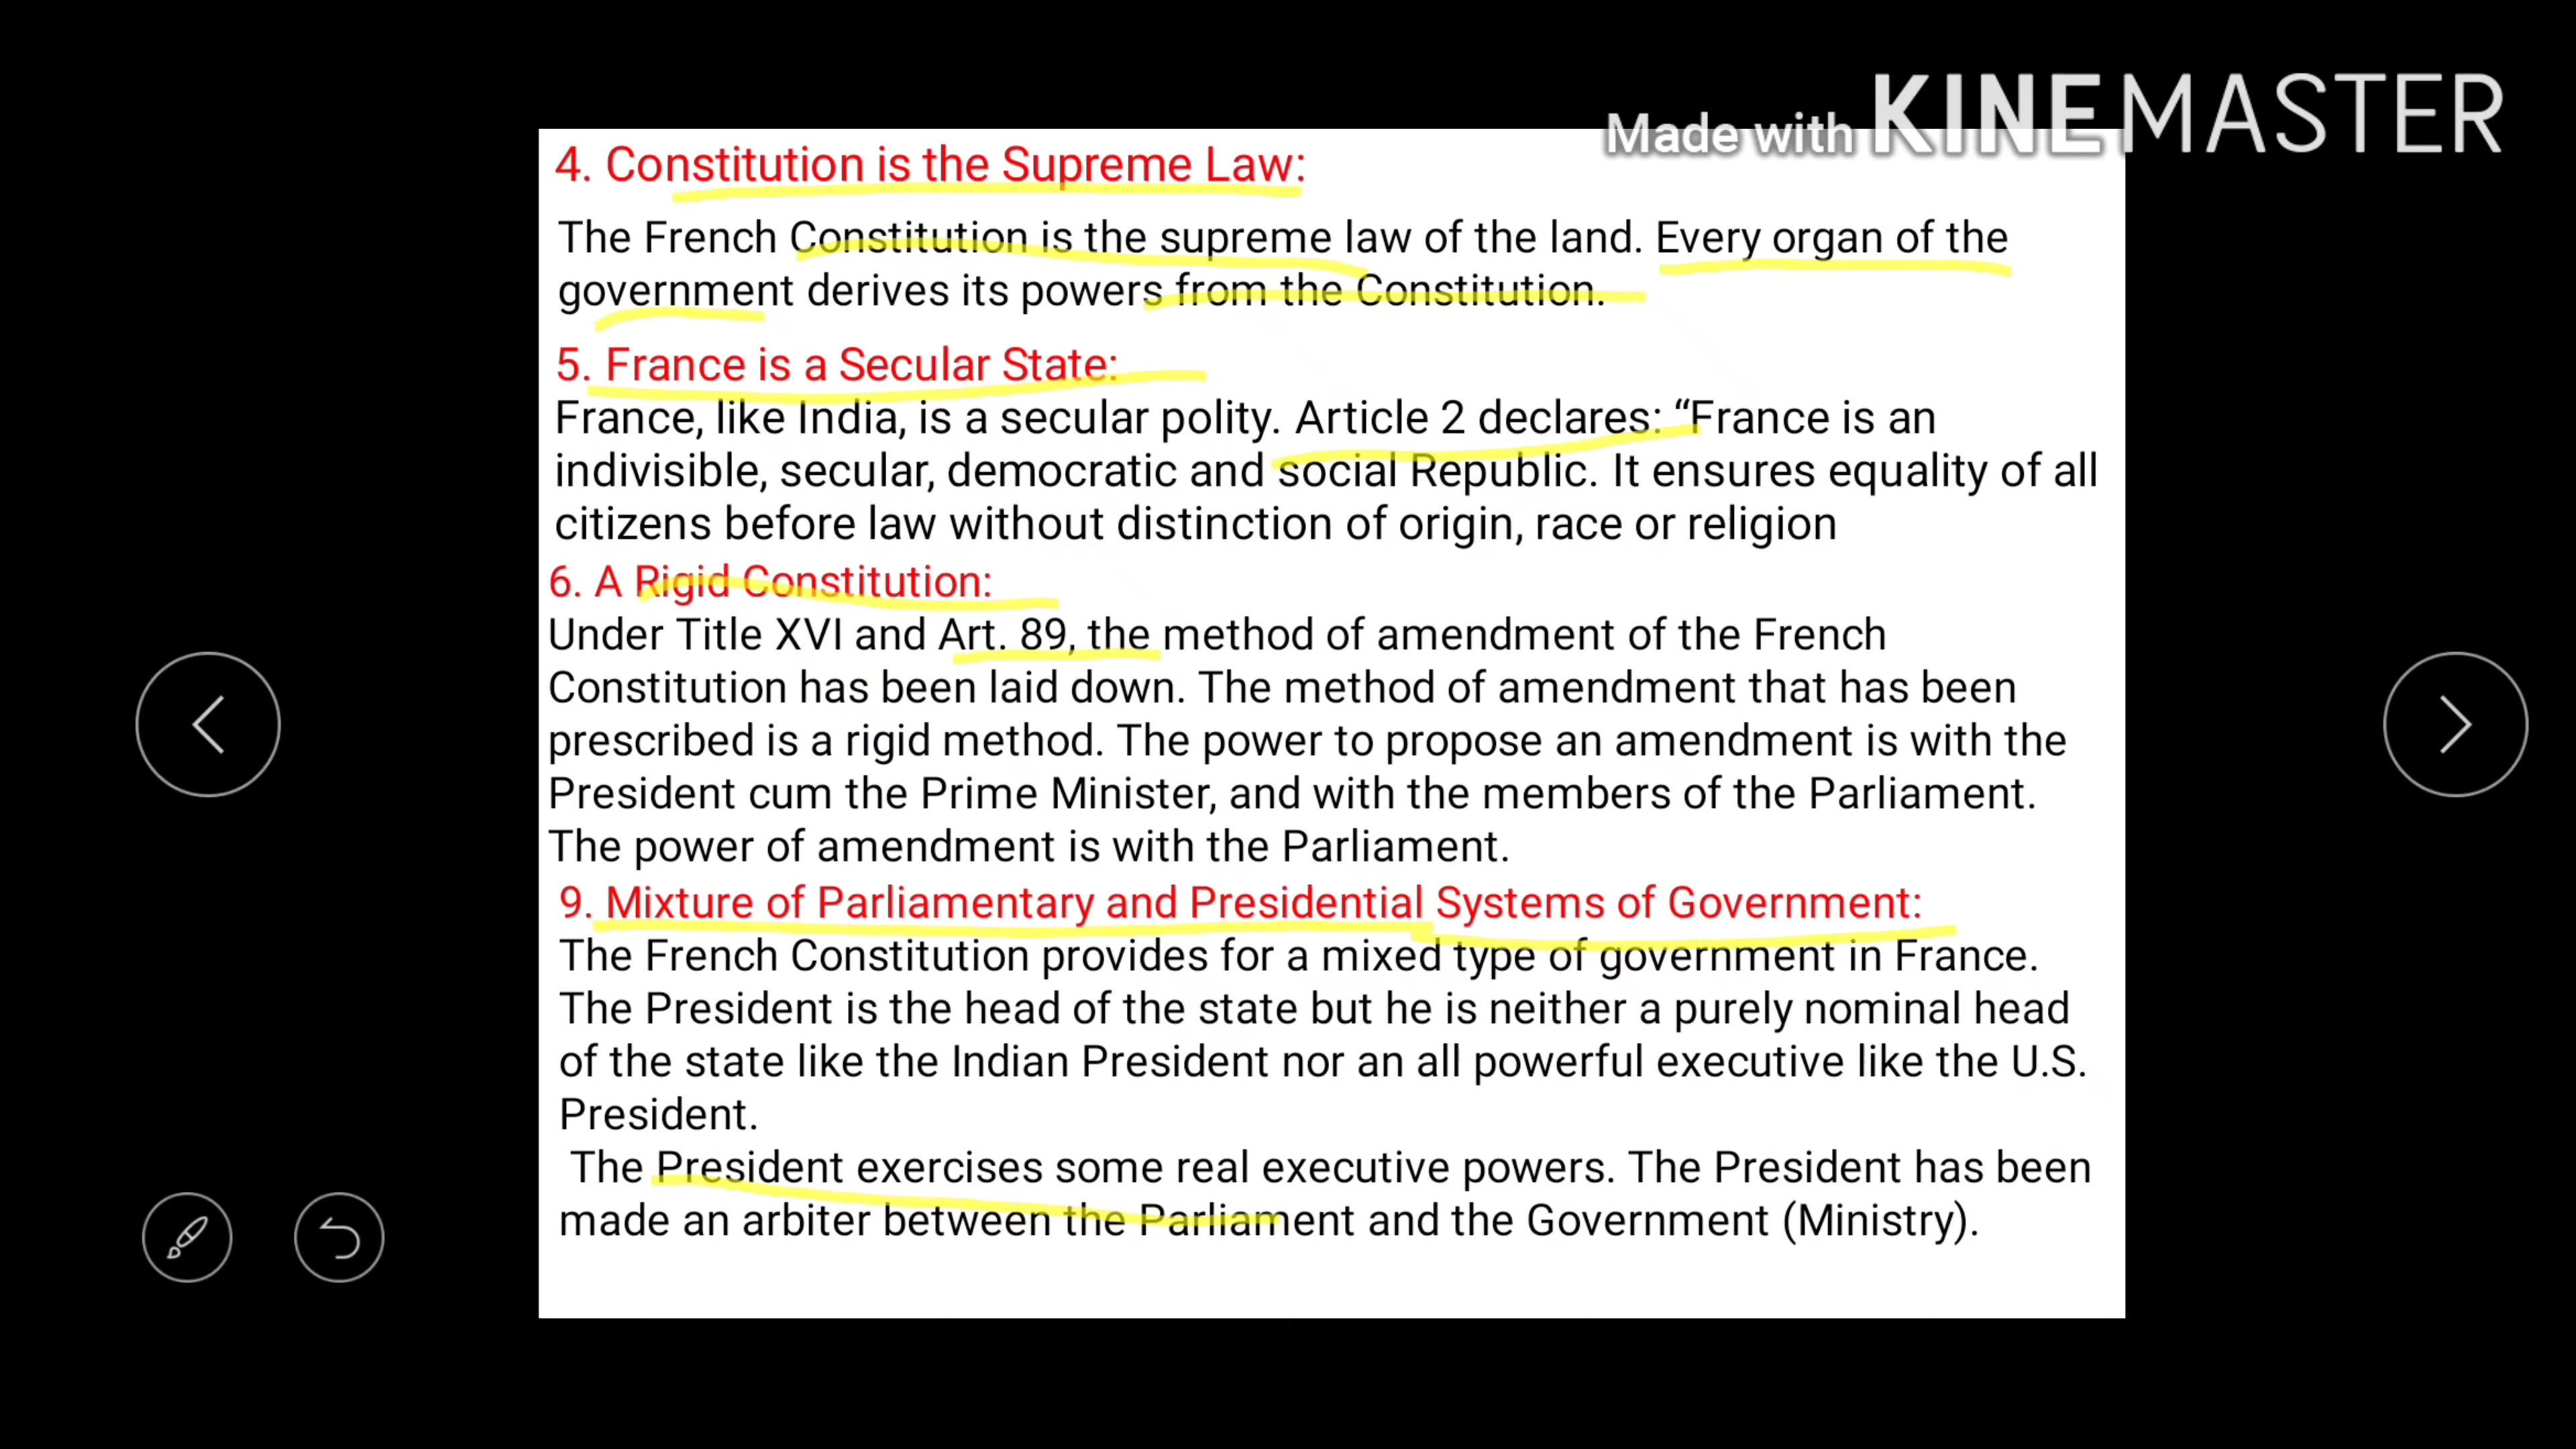 Made with KINEMASTER
4. Constitution is the Supreme Law:
The French Constitution is the supreme law of the land. Every organ of the
government derives its powers from the Constitution.
5. France is a Secular State:
France, like India, is a secular polity. Article 2 declares: “France is an
indivisible, secular, democratic and social Republic. It ensures equality of all
citizens before law without distinction of origin, race or religion
6. A Rigid Constitution:
Under Title XVI and Art. 89, the method of amendment of the French
Constitution has been laid down. The method of amendment that has been
prescribed is a rigid method. The power to propose an amendment is with the
President cum the Prime Minister, and with the members of the Parliament.
The power of amendment is with the Parliament.
9. Mixture of Parliamentary and Presidential Systems of Government:
The French Constitution provides for a mixed type of government in France.
The President is the head of the state but he is neither a purely nominal head
of the state like the Indian President nor an all powerful executive like the U.S.
President.
The President exercises some real executive powers. The President has been
made an arbiter between the Parliament and the Government (Ministry).